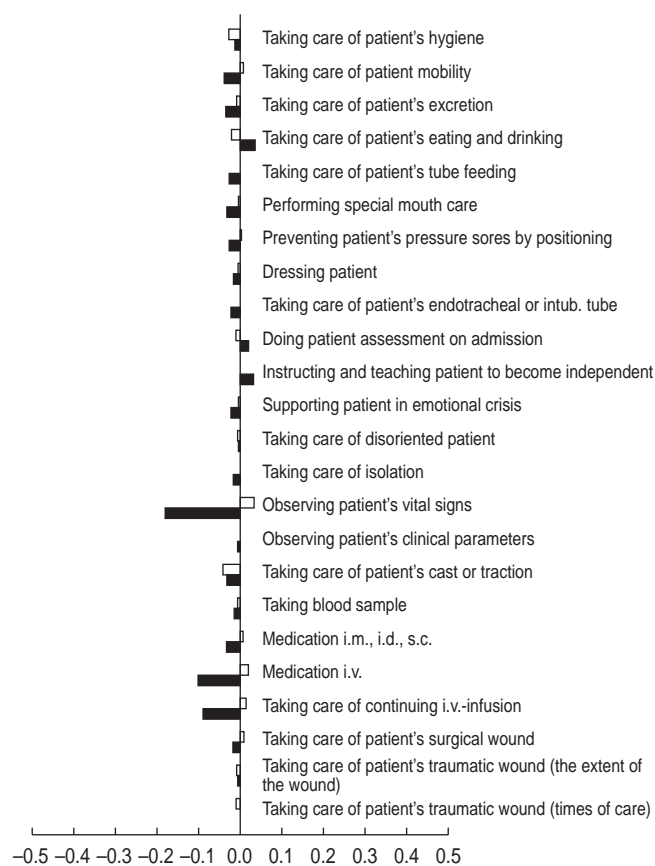 Taking care of patient's hygiene
Taking care of patient mobility
Taking care of patient's excretion
Taking care of patient's eating and drinking
Taking care of patient's tube feeding
Performing special mouth care
Preventing patient's pressure sores by positioning
Dressing patient
Taking care of patient's endotracheal or intub. tube
Doing patient assessment on admission
Instructing and teaching patient to become independent
Supporting patient in emotional crisis
Taking care of disoriented patient
Taking care of isolation
Observing patient's vital signs
Observing patient's clinical parameters
Taking care of patient's cast or traction
Taking blood sample
Medication i.m., i.d., s.c.
Medication i.v.
Taking care of continuing i.v.-infusion
Taking care of patient's surgical wound
Taking care of patient's traumatic wound (the extent of
the wound)
Taking care of patient's traumatic wound (times of care)
–0.5 –0.4 –0.3 –0.2 –0.1 0.0 0.1 0.2 0.3 0.4 0.5